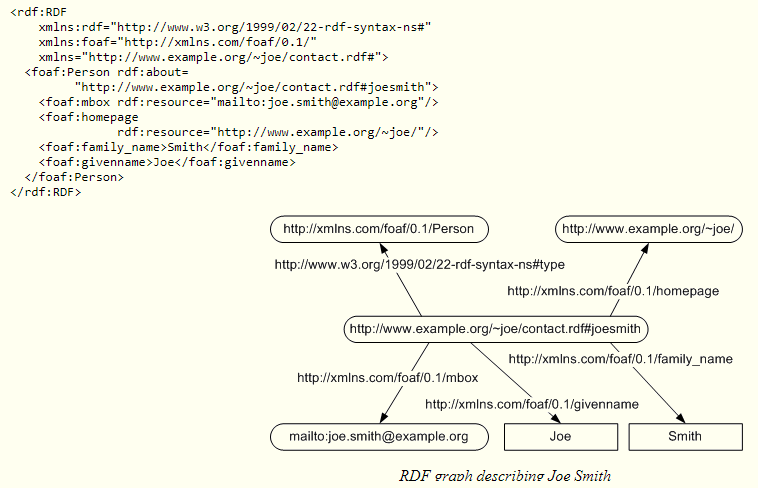 <rdf:RDF
    xmlns:rdf="http://www.w3.org/1999/02/22-rdf-syntax-ns#"
    xmlns:foaf="http://xmlns.com/foaf/0.1/"
    xmlns="http://www.example.org/~joe/contact.rdf#">
  <foaf:Person rdf:about=
         "http://www.example.org/~joe/contact.rdf#joesmith">
    <foaf:mbox rdf:resource="mailto:joe.smith@example.org"/>
    <foaf:homepage
               rdf:resource="http://www.example.org/~joe/"/>
    <foaf:family_name>Smith</foaf:family_name>
    <foaf:givenname>Joe</foaf:givenname>
  </foaf:Person>
</rdf:RDF>
http://xmlns.com/foaf/0.1/Person
http://www.example.org/~joe/
http://www.w3.org/1999/02/22-rdf-syntax-ns#type
http://xmlns.com/foaf/0.1/homepage
http://www.example.org/~joe/contact.rdf#joesmith
http://xmlns.com/foaf/0.1/family_name
http://xmlns.com/foaf/0.1/mbox
http://xmlns.com/foaf/0.1/givenname
mailto:joe.smith@example.org
Joe
Smith
RDF graph describing Joe Smith